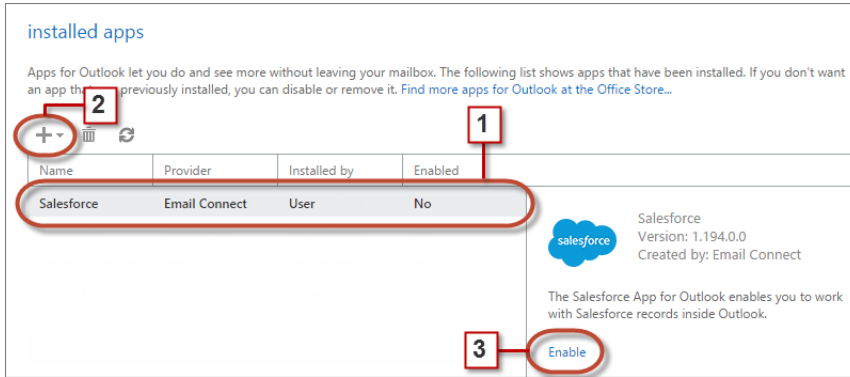 installed apps
Apps for Outlook let you do and see more without leaving your mailbox. The following list shows apps that have been installed. If you don't want
an app previously installed, you can disable or remove it. Find more apps for Outlook at the Office Store...
2
1
Name Provider Installed by Enabled
Salesforce Email Connect User No
salesforce
Salesforce
Version: 1.194.0.0
Created by: Email Connect
The Salesforce App for Outlook enables you to work
with Salesforce records inside Outlook.
3
Enable